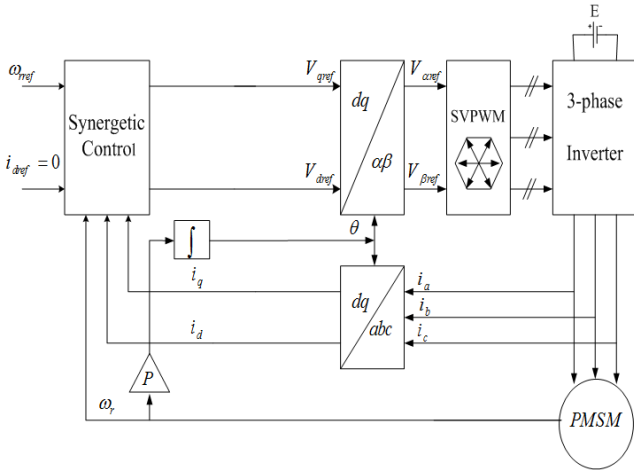 E
ω_rref
V_qref
V_αref
dq
3-phase
SVPWM
Synergetic
Control
Inverter
i_dref = 0
αβ
V_dref
V_βref
θ
∫
i_q
i_a
dq
i_b
i_d
abc
i_c
P
ω_r
PMSM